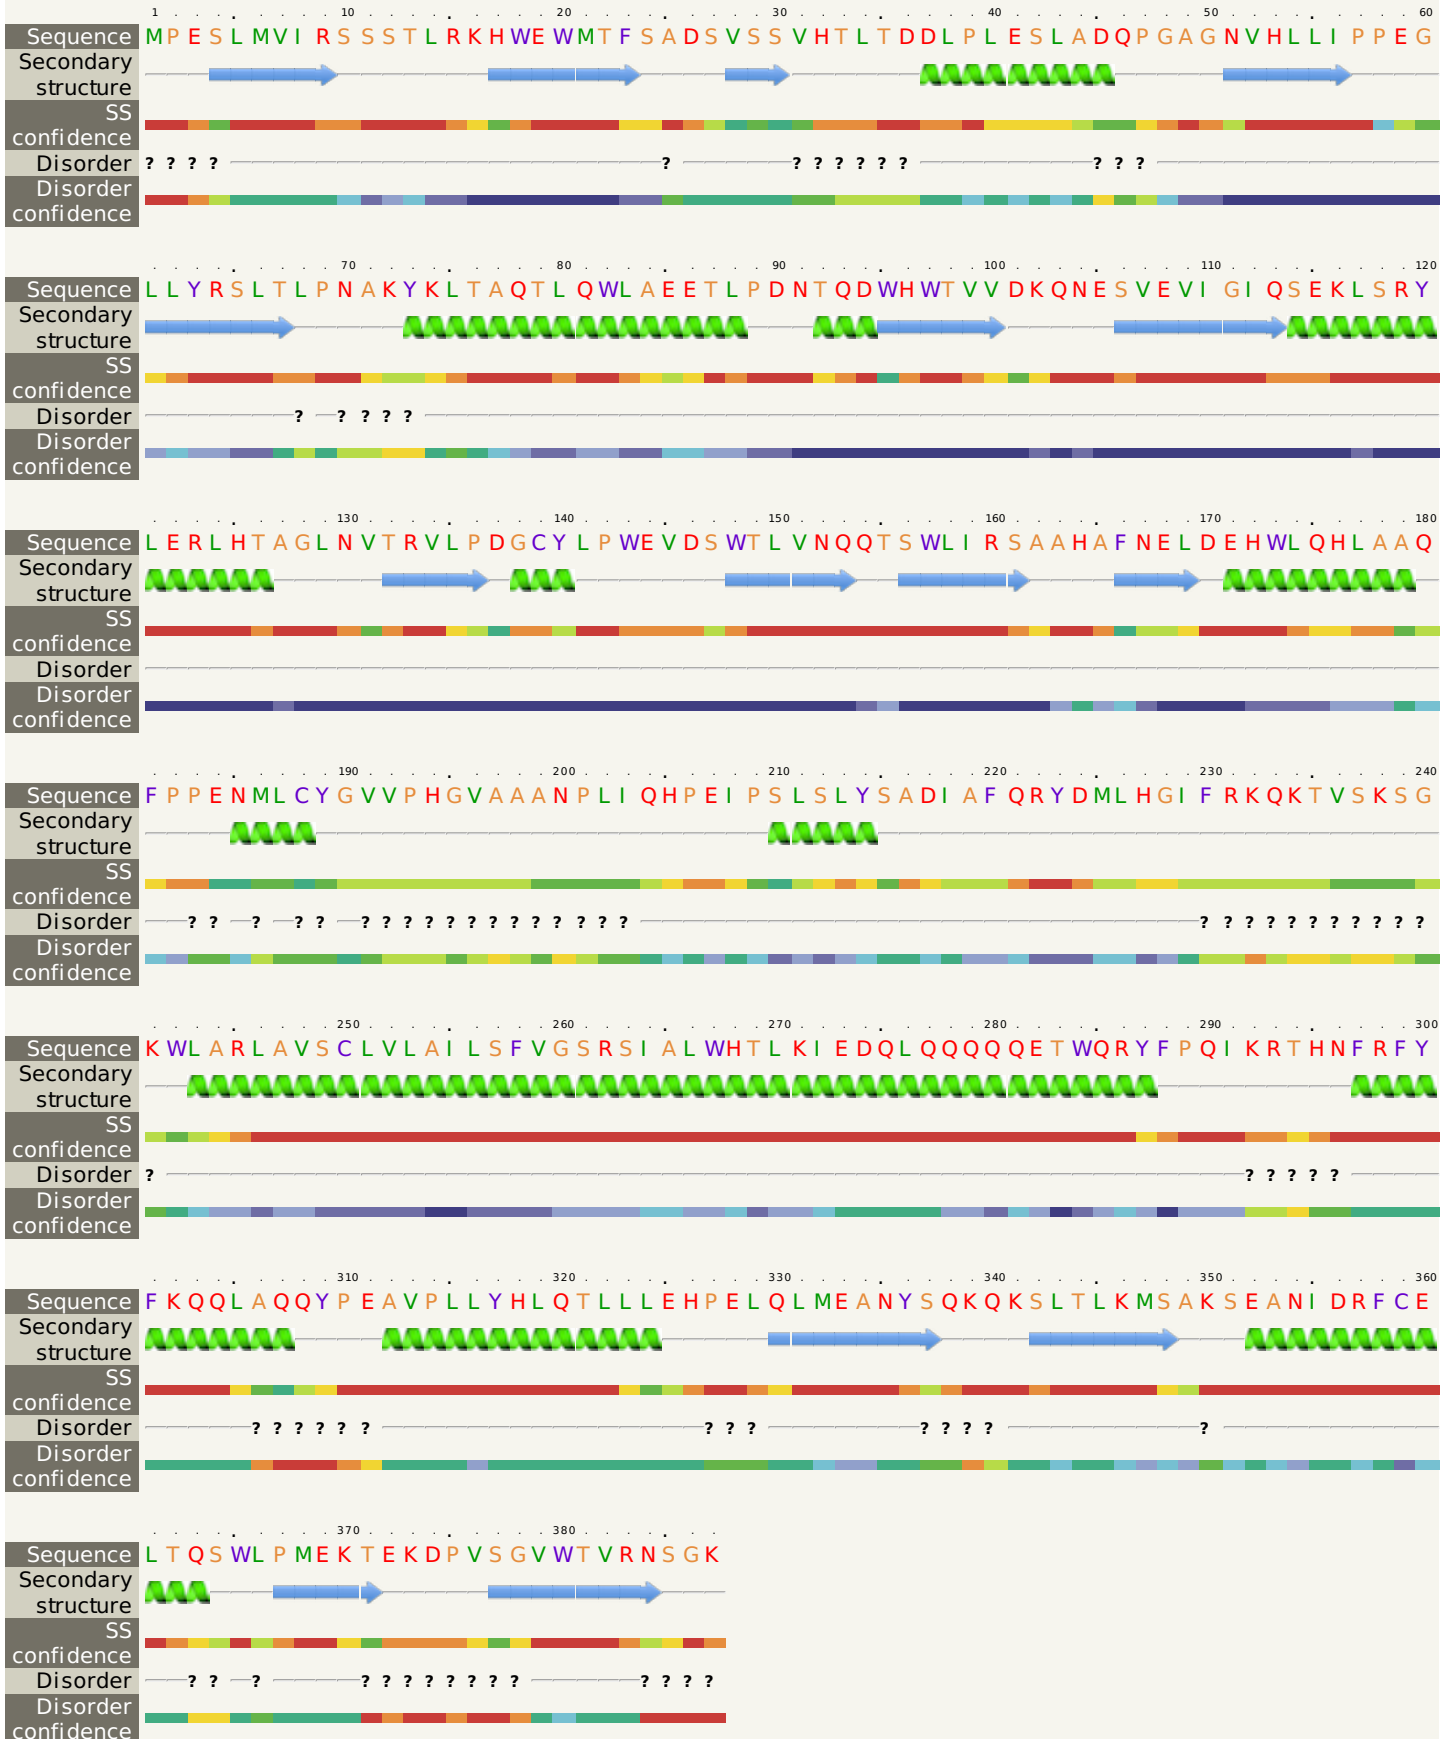 1 . . . . . . . . 10 . . . . . . . . . 20 . . . . . . . . . 30 . . . . . . . . . 40 . . . . . . . . . 50 . . . . . . . . . 60
Sequence M P E S L M V I R S S S T L R K H W E W M T F S A D S V S S V H T L T D D L P L E S L A D Q P G A G N V H L L I P P E G
Secondary
structure
SS
confidence
Disorder ? ? ? ? ? ? ? ? ? ? ? ? ? ?
Disorder
confidence
. . . . . . . . . 70 . . . . . . . . . 80 . . . . . . . . . 90 . . . . . . . . . 100 . . . . . . . . . 110 . . . . . . . . . 120
Sequence L L Y R S L T L P N A K Y K L T A Q T L Q W L A E E T L P D N T Q D W H W T V V D K Q N E S V E V I G I Q S E K L S R Y
Secondary
structure
SS
confidence
Disorder ? ? ? ? ?
Disorder
confidence
. . . . . . . . . 130 . . . . . . . . . 140 . . . . . . . . . 150 . . . . . . . . . 160 . . . . . . . . . 170 . . . . . . . . . 180
Sequence L E R L H T A G L N V T R V L P D G C Y L P W E V D S W T L V N Q Q T S W L I R S A A H A F N E L D E H W L Q H L A A Q
Secondary
structure
SS
confidence
Disorder
Disorder
confidence
. . . . . . . . . 190 . . . . . . . . . 200 . . . . . . . . . 210 . . . . . . . . . 220 . . . . . . . . . 230 . . . . . . . . . 240
Sequence F P P E N M L C Y G V V P H G V A A A N P L I Q H P E I P S L S L Y S A D I A F Q R Y D M L H G I F R K Q K T V S K S G
Secondary
structure
SS
confidence
Disorder ? ? ? ? ? ? ? ? ? ? ? ? ? ? ? ? ? ? ? ? ? ? ? ? ? ? ? ? ?
Disorder
confidence
. . . . . . . . . 250 . . . . . . . . . 260 . . . . . . . . . 270 . . . . . . . . . 280 . . . . . . . . . 290 . . . . . . . . . 300
Sequence K W L A R L A V S C L V L A I L S F V G S R S I A L W H T L K I E D Q L Q Q Q Q Q E T W Q R Y F P Q I K R T H N F R F Y
Secondary
structure
SS
confidence
Disorder ? ? ? ? ? ?
Disorder
confidence
. . . . . . . . . 310 . . . . . . . . . 320 . . . . . . . . . 330 . . . . . . . . . 340 . . . . . . . . . 350 . . . . . . . . . 360
Sequence F K Q Q L A Q Q Y P E A V P L L Y H L Q T L L L E H P E L Q L M E A N Y S Q K Q K S L T L K M S A K S E A N I D R F C E
Secondary
structure
SS
confidence
Disorder ? ? ? ? ? ? ? ? ? ? ? ? ? ?
Disorder
confidence
. . . . . . . . . 370 . . . . . . . . . 380 . . . . . . .
Sequence L T Q S W L P M E K T E K D P V S G V W T V R N S G K
Secondary
structure
SS
confidence
Disorder ? ? ? ? ? ? ? ? ? ? ? ? ? ? ?
Disorder
confidence